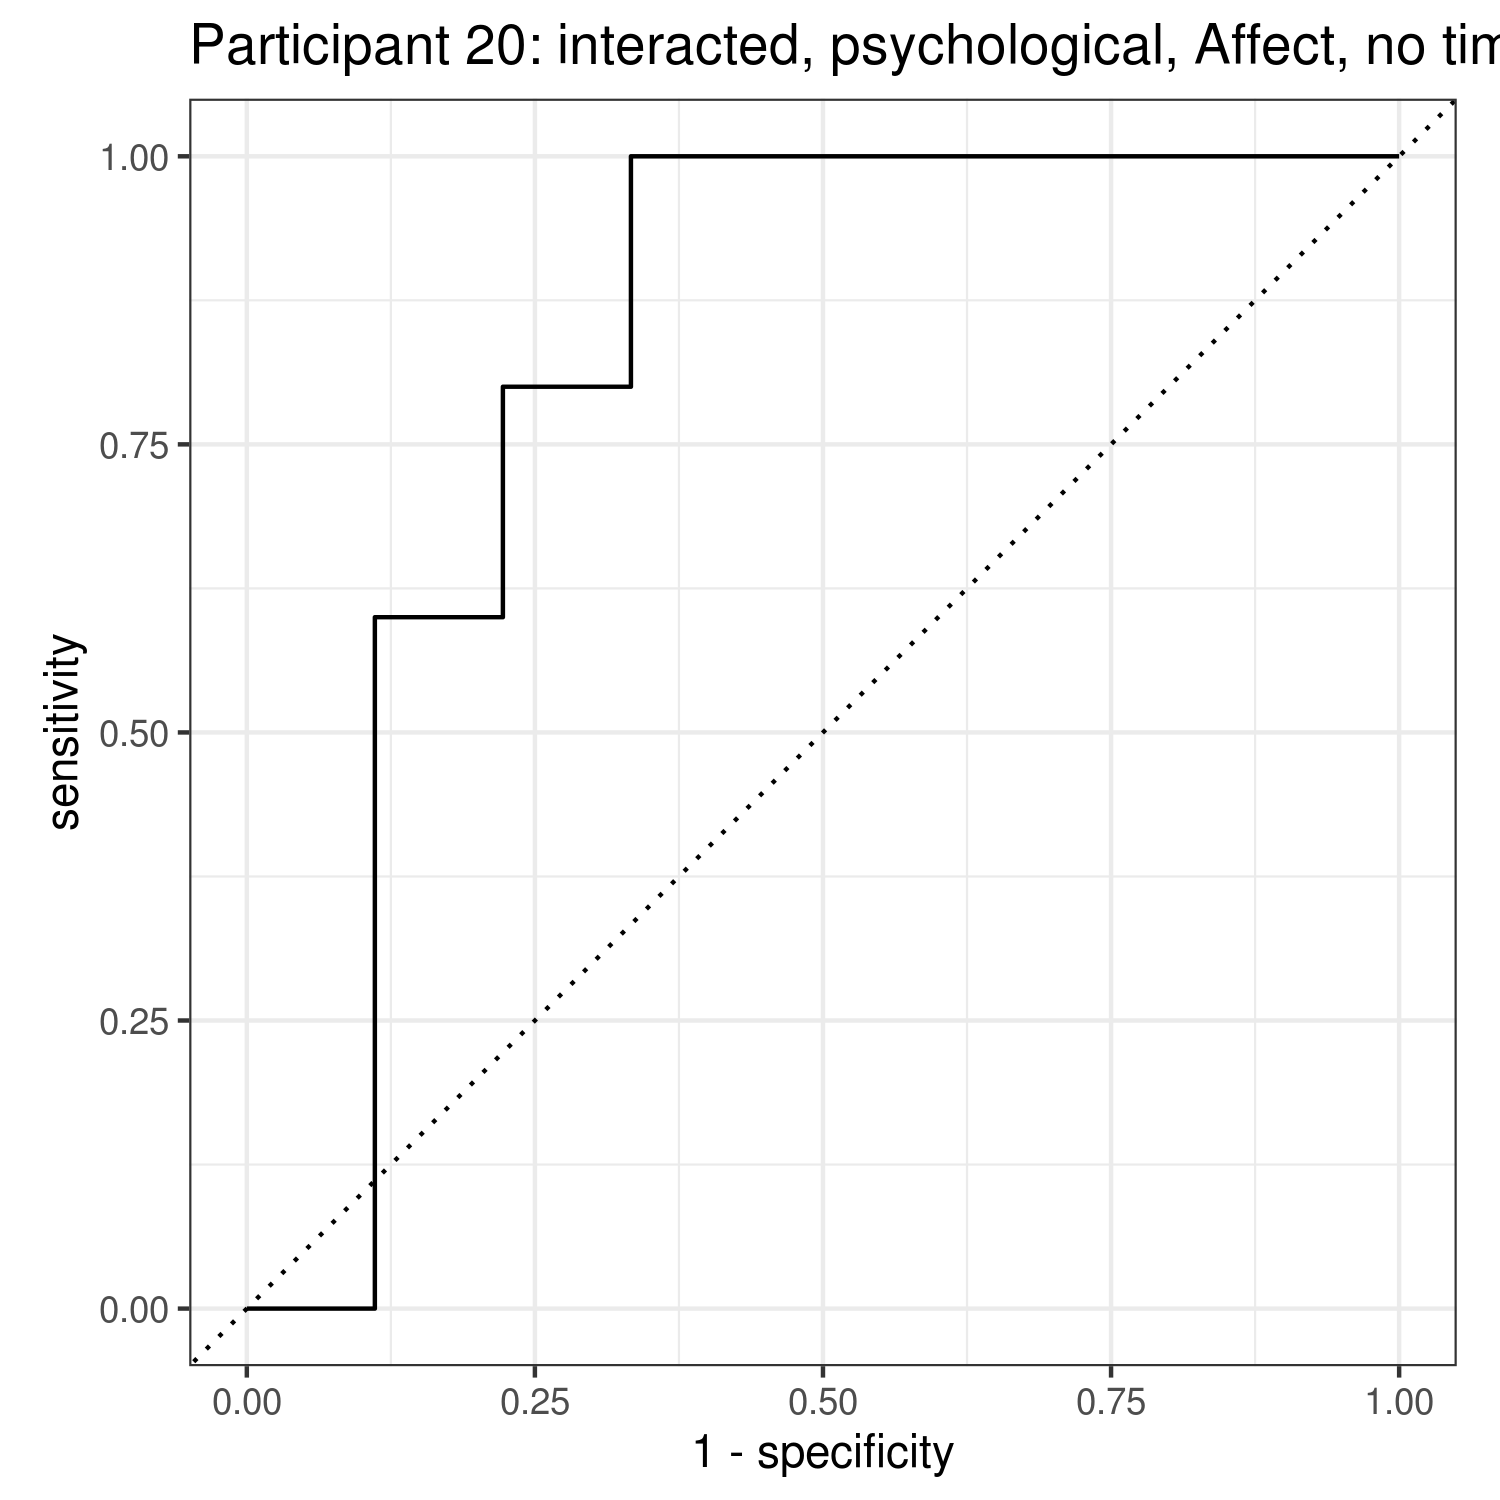 Participant 20: interacted, psychological, Affect, no tim
1.00
0.75
0.50
0.25
0.00
sensitivity
0.00 0.25 0.50 0.75 1.00
1 - specificity